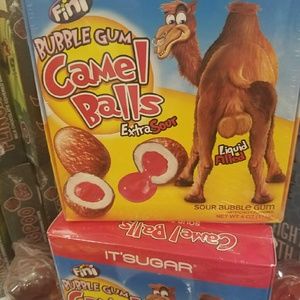 Fini
BUBBLE GUM
Camel
Balls
Extra Sour
Liquid
Filled
SOUR BUBBLE GUM
Camel Balls
IT'SUGAR
Fini
BUBBLE GUM